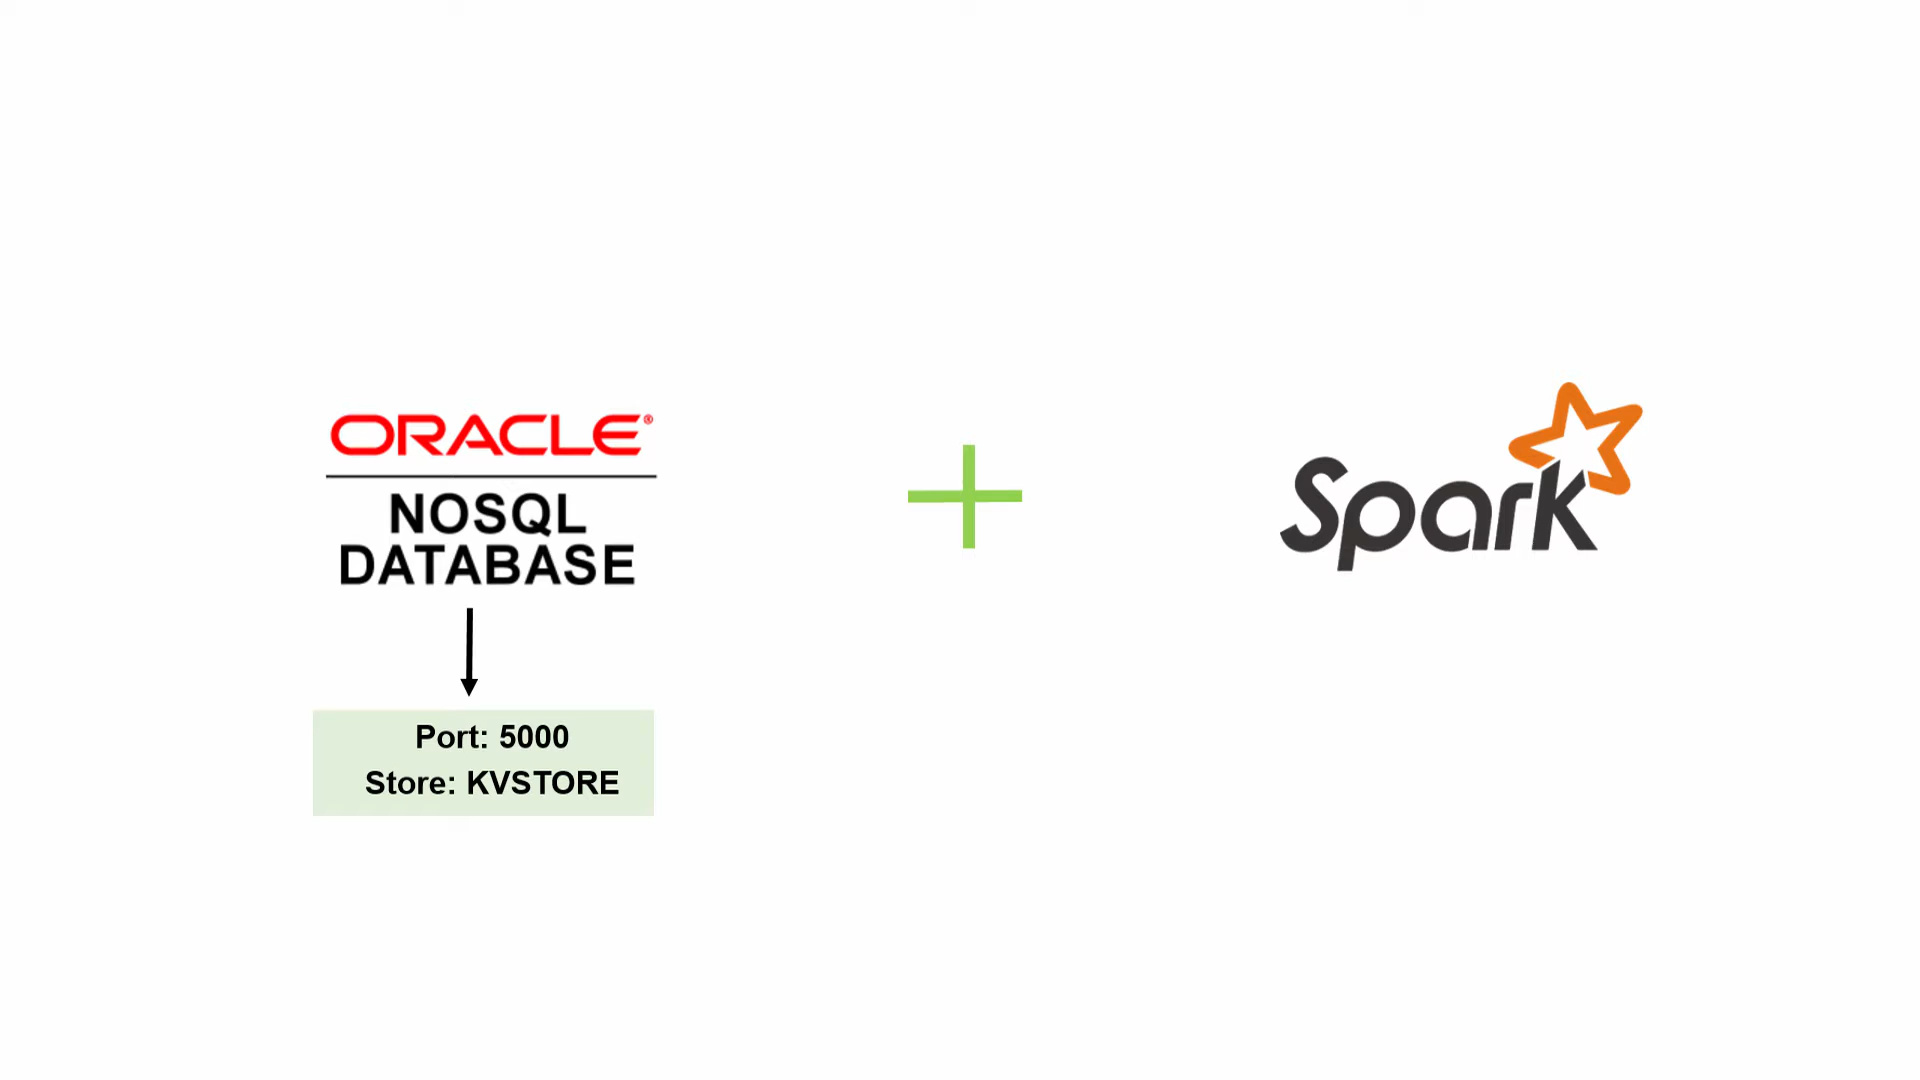 ORACLE®
NOSQL
DATABASE
Port: 5000
Store: KVSTORE
Spark